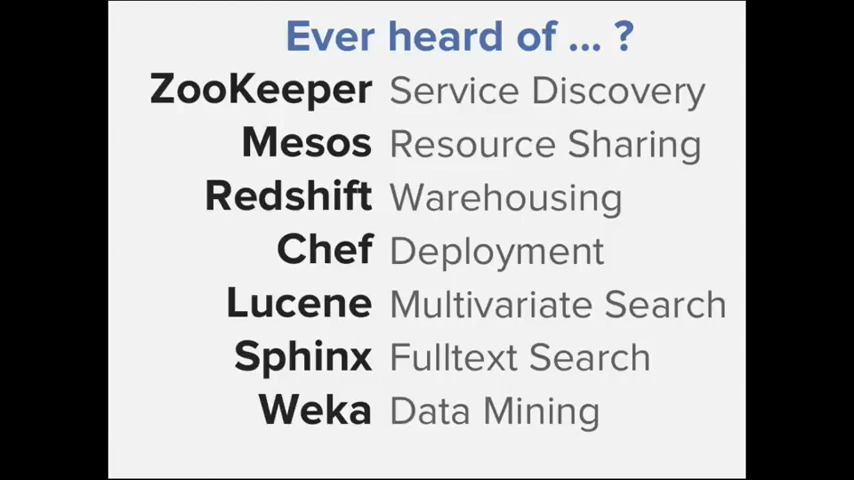 Ever heard of ... ?
ZooKeeper Service Discovery
Mesos Resource Sharing
Redshift Warehousing
Chef Deployment
Lucene Multivariate Search
Sphinx Fulltext Search
Weka Data Mining